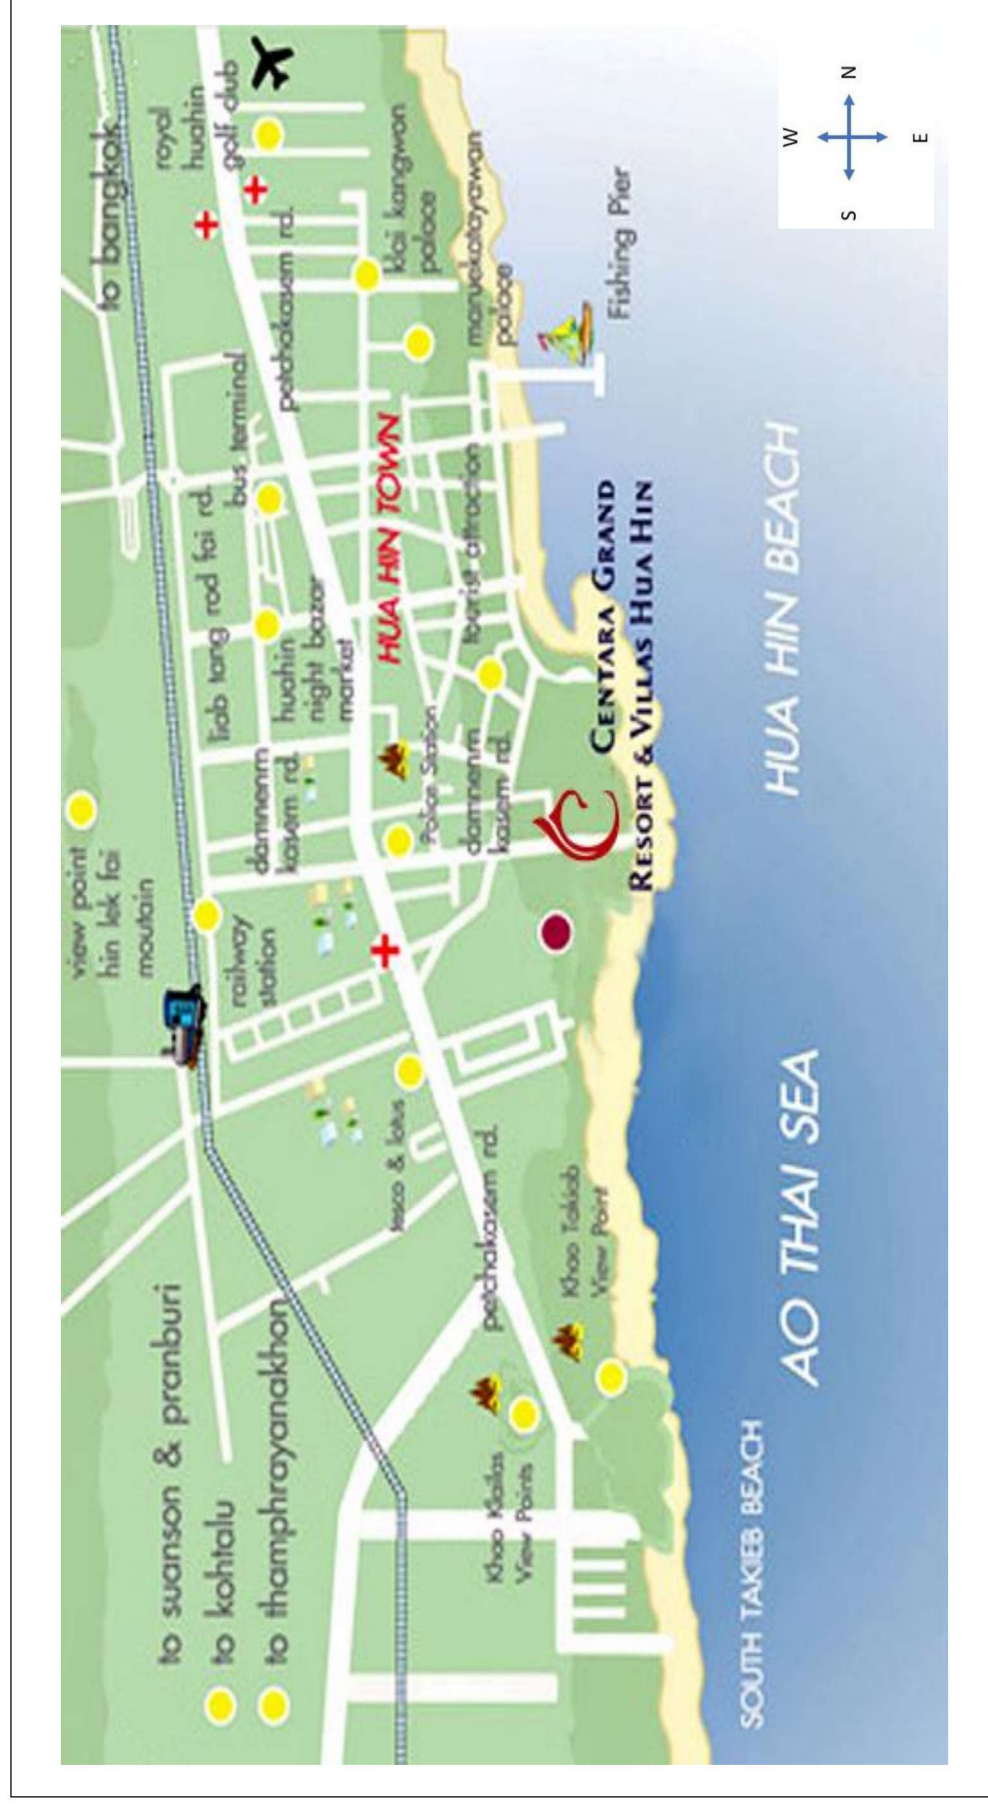 to bangkok
royal
huahin
golf club
klai kangwon
palace
maruekatayawan
palace
Fishing Pier
petchakasem rd.
bus terminal
liab tang rod fai rd.
HUA HIN TOWN
tourist attraction
huahin
night bazar
market
damnenrn
kasem rd.
Police Station
damnenrn
kasem rd.
CENTARA GRAND
RESORT & VILLAS HUA HIN
HUA HIN BEACH
view point
hin lek fai
moutain
railway
station
tesco & lotus
petchakasem rd.
Khao Takiab
View Point
Khao Klailas
View Points
AO THAI SEA
SOUTH TAKIEB BEACH
to suanson & pranburi
to kohtalu
to thamphrayanakhon
W
N
S
E